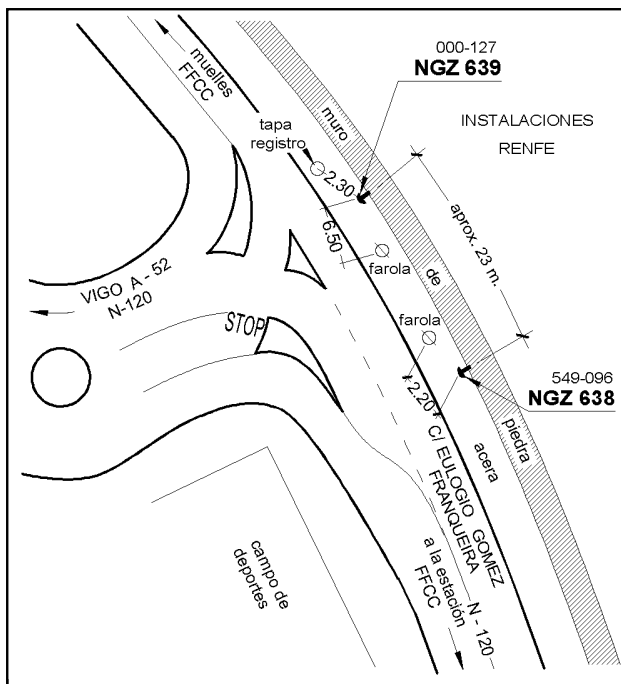 000-127
NGZ 639
muelles
FFCC
muro
INSTALACIONES
RENFE
tapa
registro
2.30
6.50
aprox. 23 m.
farola
de
VIGO A - 52
N-120
STOP
farola
549-096
NGZ 638
2.20
piedra
acera
C/ EULOGIO GOMEZ
FRANQUEIRA
a la estación
FFCC
N - 120
campo de
deportes